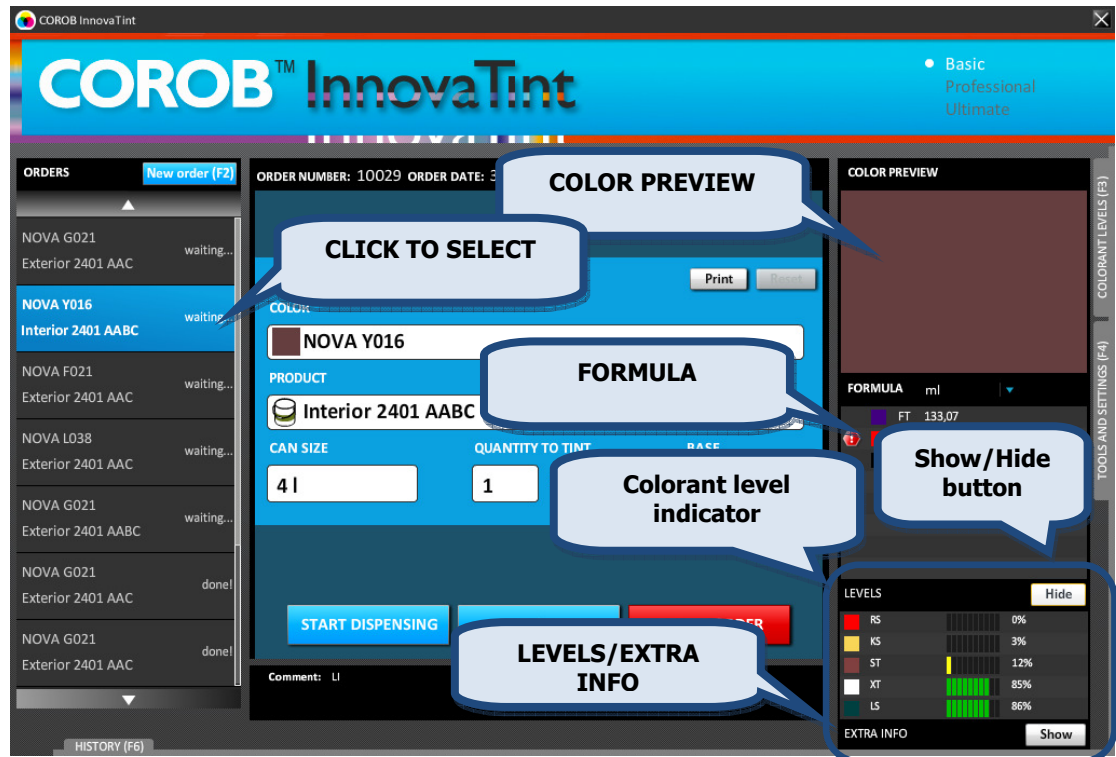 COROB InnovaTint
COROB™ InnovaTint
Basic
Professional
Ultimate
ORDERS
New order (F2)
NOVA G021
Exterior 2401 AAC
waiting...
NOVA Y016
Interior 2401 AABC
waiting...
NOVA F021
Exterior 2401 AAC
waiting...
NOVA L038
Exterior 2401 AAC
waiting...
NOVA G021
Exterior 2401 AABC
waiting...
NOVA G021
Exterior 2401 AAC
done!
NOVA G021
Exterior 2401 AAC
done!
HISTORY (F6)
ORDER NUMBER: 10029 ORDER DATE:
COLOR PREVIEW
CLICK TO SELECT
Print
Reset
COLOR
NOVA Y016
PRODUCT
Interior 2401 AABC
FORMULA
CAN SIZE
QUANTITY TO TINT
BASE
4 l
1
Colorant level
indicator
START DISPENSING
LEVELS/EXTRA
INFO
Comment: LI
COLOR PREVIEW
FORMULA ml
FT 133,07
Show/Hide
button
LEVELS
Hide
RS 0%
KS 3%
ST 12%
XT 85%
LS 86%
EXTRA INFO
Show
COLORANT LEVELS (F3)
TOOLS AND SETTINGS (F4)